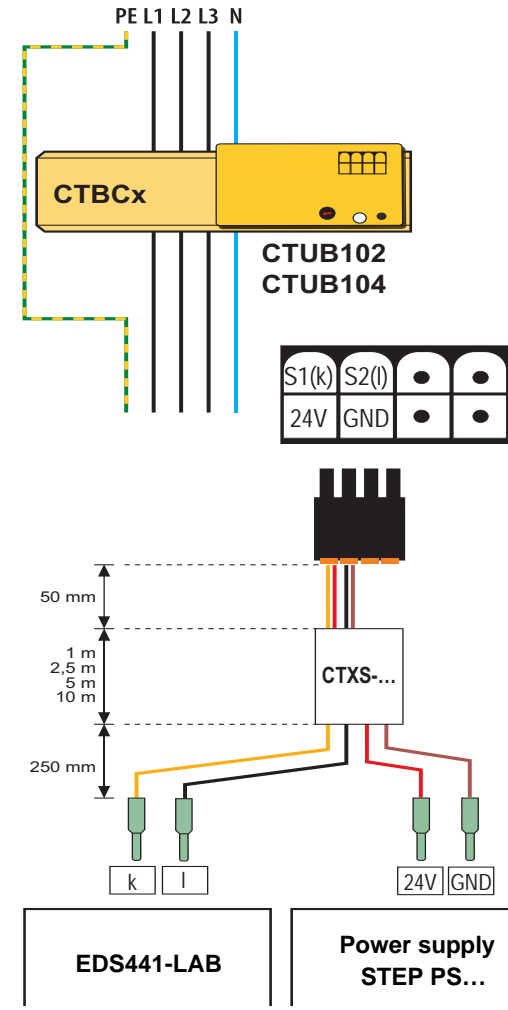 PE L1 L2 L3 N
CTBCx
CTUB102
CTUB104
S1(k) S2(l)
24V GND
50 mm
1 m
2,5 m
5 m
10 m
CTXS-...
250 mm
k l 24V GND
EDS441-LAB
Power supply
STEP PS...